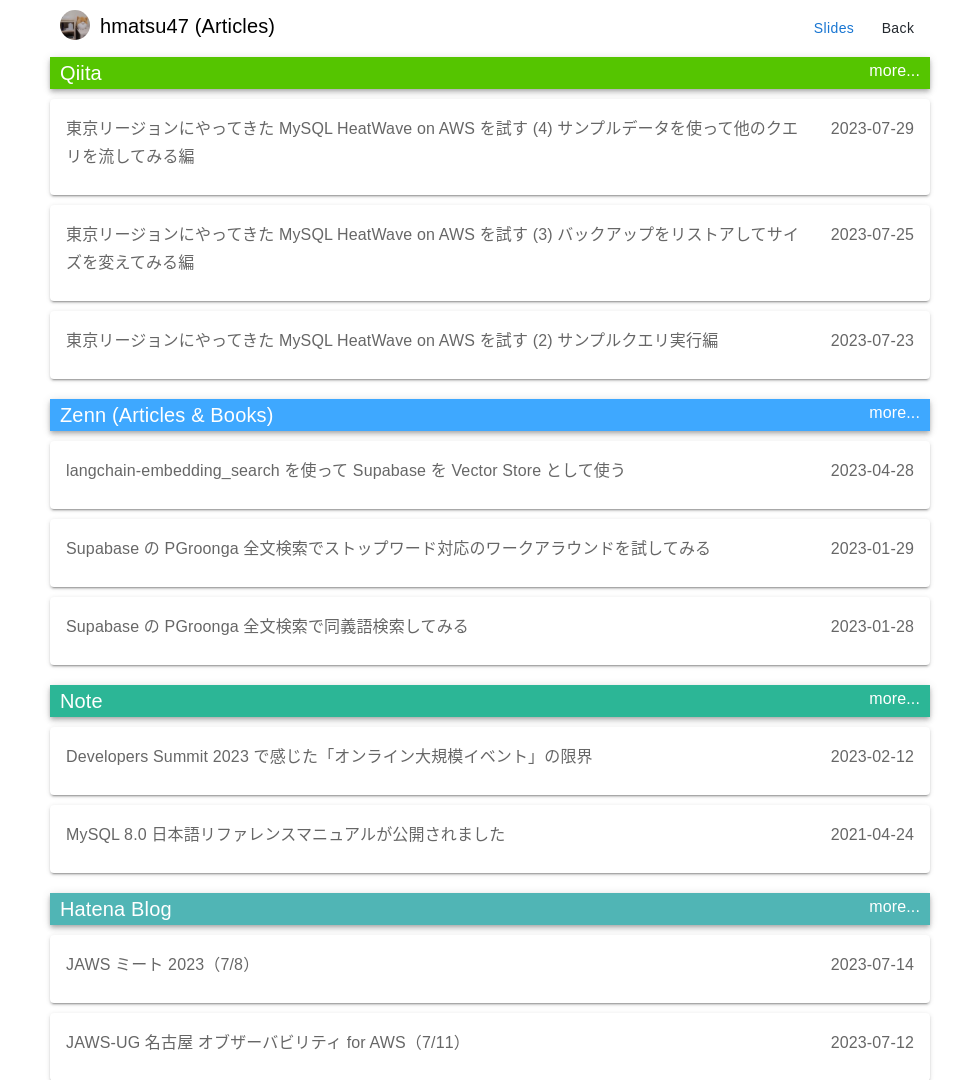 hmatsu47 (Articles)
Slides
Back
Qiita
more...
東京リージョンにやってきた MySQL HeatWave on AWS を試す (4) サンプルデータを使って他のクエ
リを流してみる編
2023-07-29
東京リージョンにやってきた MySQL HeatWave on AWS を試す (3) バックアップをリストアしてサイ
ズを変えてみる編
2023-07-25
東京リージョンにやってきた MySQL HeatWave on AWS を試す (2) サンプルクエリ実行編
2023-07-23
Zenn (Articles & Books)
more...
langchain-embedding_search を使って Supabase を Vector Store として使う
2023-04-28
Supabase の PGroonga 全文検索でストップワード対応のワークアラウンドを試してみる
2023-01-29
Supabase の PGroonga 全文検索で同義語検索してみる
2023-01-28
Note
more...
Developers Summit 2023 で感じた「オンライン大規模イベント」の限界
2023-02-12
MySQL 8.0 日本語リファレンスマニュアルが公開されました
2021-04-24
Hatena Blog
more...
JAWS ミート 2023（7/8）
2023-07-14
JAWS-UG 名古屋 オブザーバビリティ for AWS（7/11）
2023-07-12